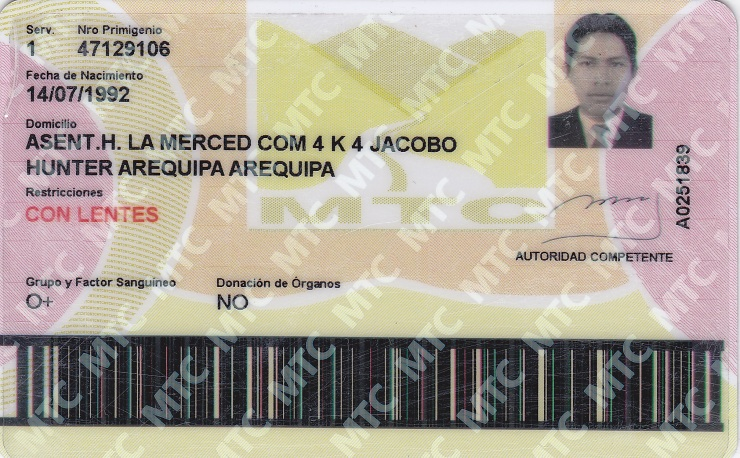 Serv. Nro Primigenio
1 47129106
Fecha de Nacimiento
14/07/1992
Domicilio
ASENT.H. LA MERCED COM 4 K 4 JACOBO
HUNTER AREQUIPA AREQUIPA
Restricciones
CON LENTES
MTC
A0251839
AUTORIDAD COMPETENTE
Grupo y Factor Sanguineo Donación de Órganos
O+ NO